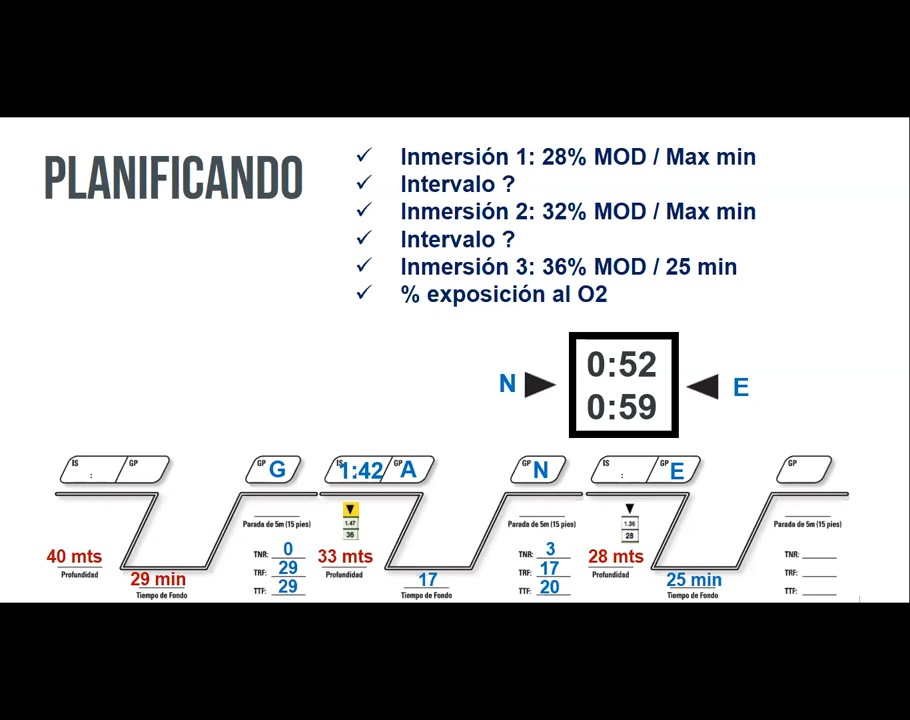 PLANIFICANDO
Inmersión 1: 28% MOD / Max min
Intervalo ?
Inmersión 2: 32% MOD / Max min
Intervalo ?
Inmersión 3: 36% MOD / 25 min
% exposición al O2
N 0:52 E
0:59
IS : GP
GP G
IS 1:42 GP A
GP N
IS : GP E
GP
1.47
36
1.36
28
Parada de 5m (15 pies)
Parada de 5m (15 pies)
Parada de 5m (15 pies)
40 mts
Profundidad
29 min
Tiempo de Fondo
TNR: 0
TRF: 29
TTF: 29
33 mts
Profundidad
17
Tiempo de Fondo
TNR: 3
TRF: 17
TTF: 20
28 mts
Profundidad
25 min
Tiempo de Fondo
TNR:
TRF:
TTF: